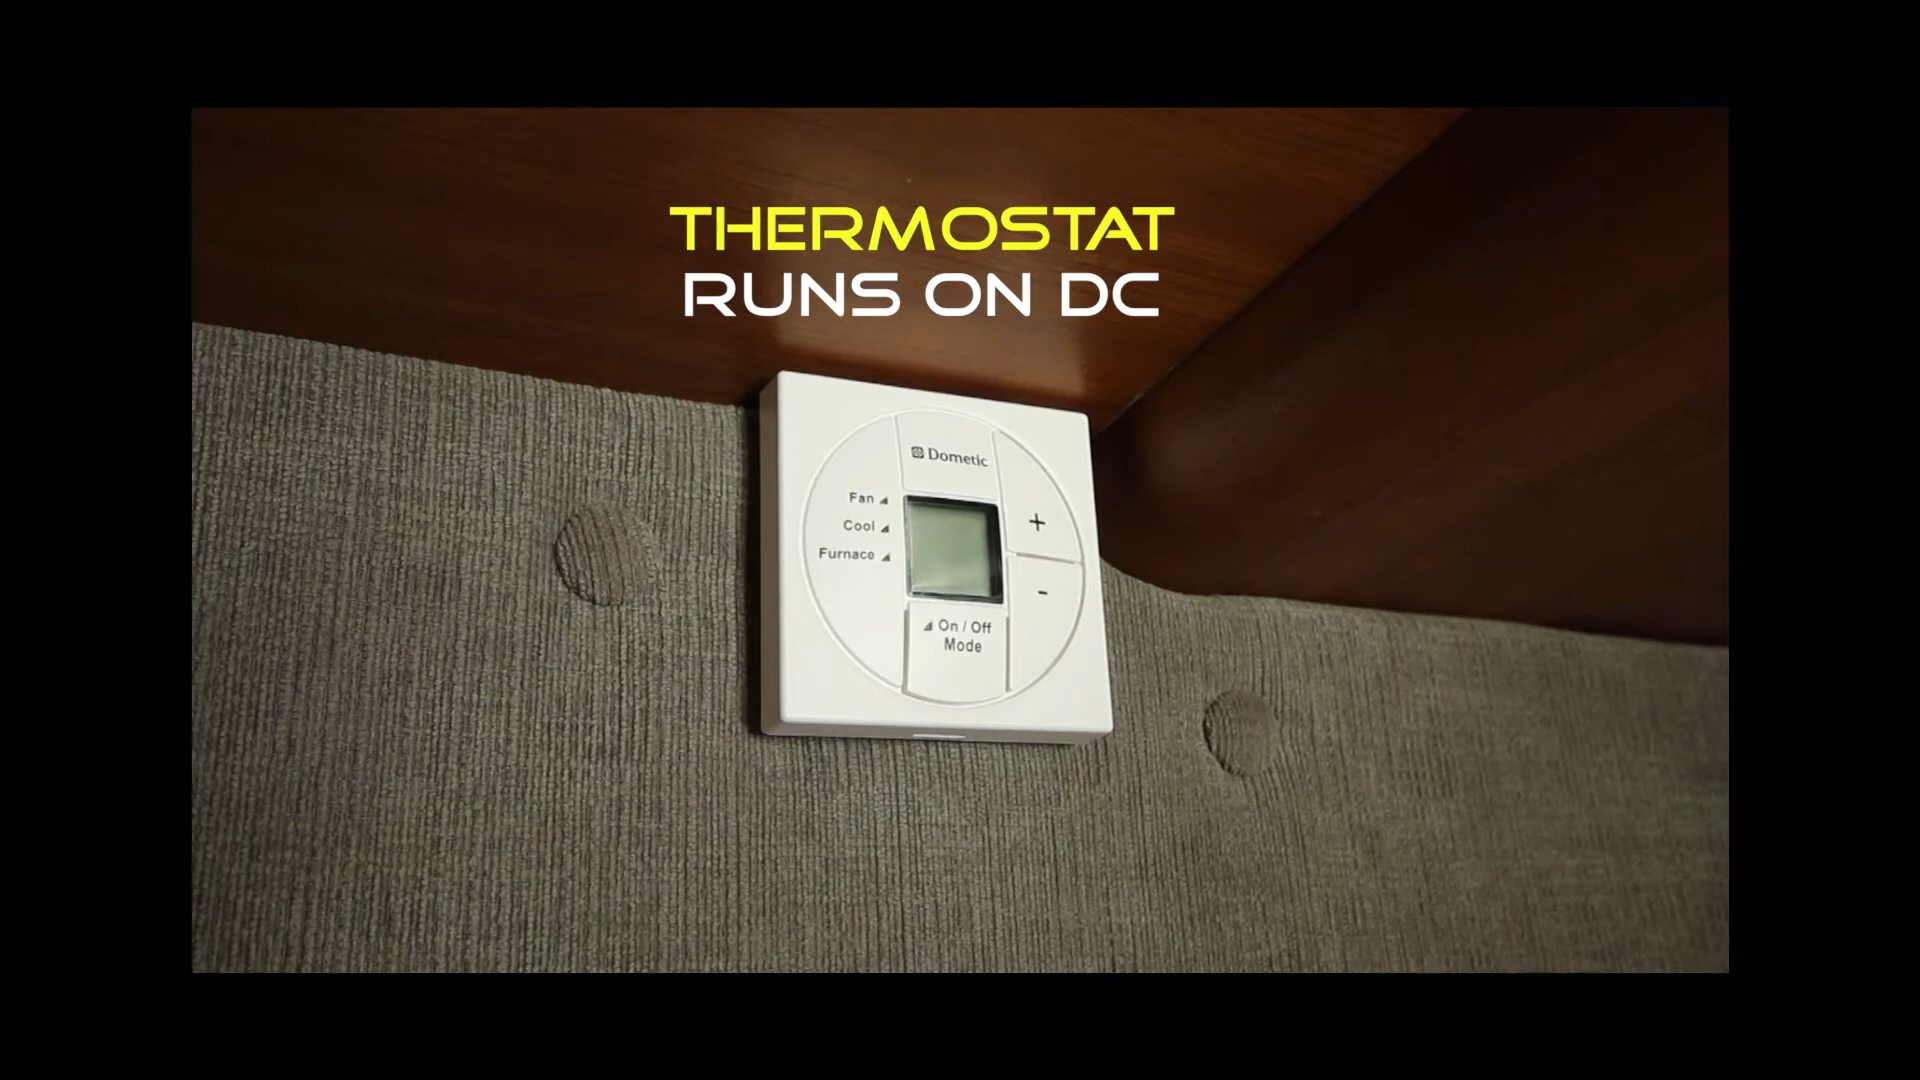 THERMOSTAT
RUNS ON DC
Dometic
Fan
Cool
Furnace
+
-
On / Off
Mode